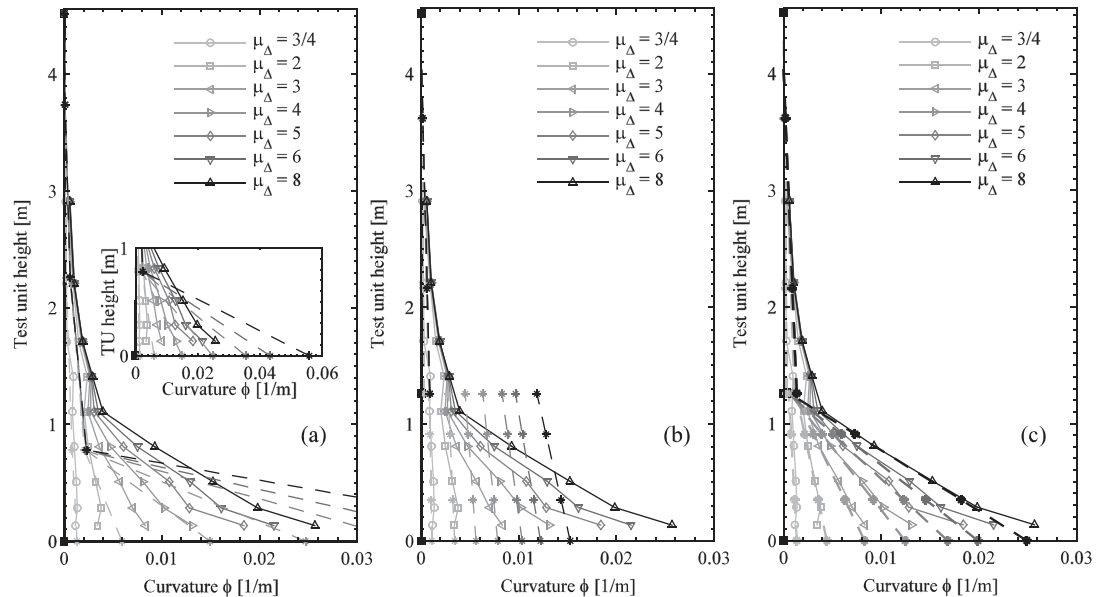 μΔ = 3/4
μΔ = 2
μΔ = 3
μΔ = 4
μΔ = 5
μΔ = 6
μΔ = 8
4
3
2
1
0
Test unit height [m]
1
0
TU height [m]
0 0.02 0.04 0.06
Curvature ϕ [1/m]
(a)
0 0.01 0.02 0.03
Curvature ϕ [1/m]
μΔ = 3/4
μΔ = 2
μΔ = 3
μΔ = 4
μΔ = 5
μΔ = 6
μΔ = 8
4
3
2
1
0
Test unit height [m]
(b)
0 0.01 0.02 0.03
Curvature ϕ [1/m]
μΔ = 3/4
μΔ = 2
μΔ = 3
μΔ = 4
μΔ = 5
μΔ = 6
μΔ = 8
4
3
2
1
0
Test unit height [m]
(c)
0 0.01 0.02 0.03
Curvature ϕ [1/m]